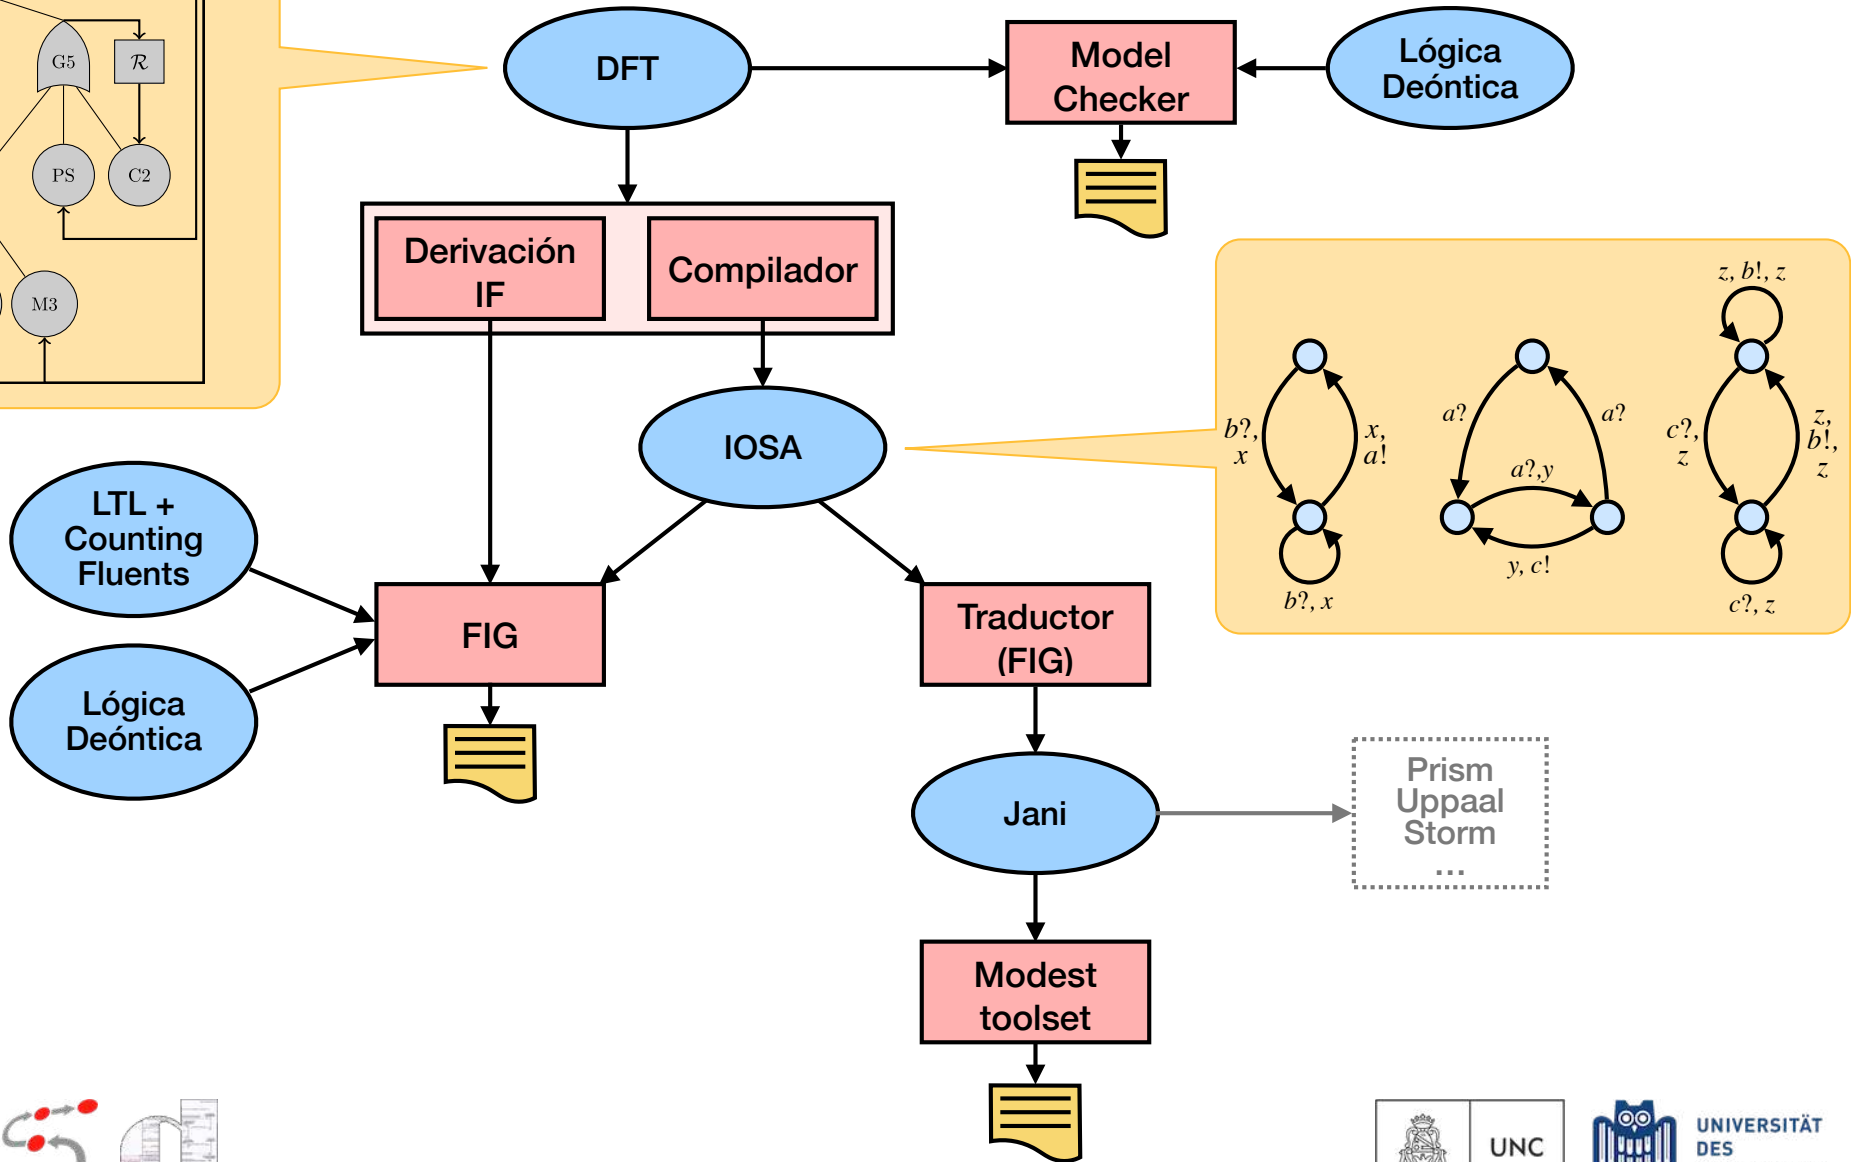 G5
R
PS
C2
M3
DFT
Model
Checker
Lógica
Deóntica
Derivación
IF
Compilador
IOSA
z, b!, z
b?,
x
x,
a!
b?, x
a?
a?
a?,y
y, c!
c?,
z
z,
b!,
z
c?, z
LTL +
Counting
Fluents
Lógica
Deóntica
FIG
Traductor
(FIG)
Jani
Prism
Uppaal
Storm
...
Modest
toolset
UNC
UNIVERSITÄT
DES